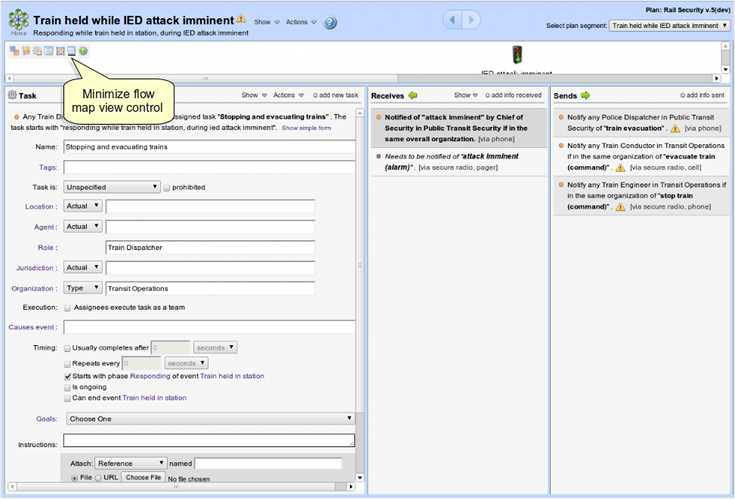 Train held while IED attack imminent Show Actions
Responding while train held in station, during IED attack imminent
Home
Plan: Rail Security v.5(dev)
Select plan segment: Train held while IED attack imminent
IED attack imminent
Minimize flow
map view control
Task Show Actions add new task
Any Train Di
assigned task "Stopping and evacuating trains" . The
task starts with "responding while train held in station, during ied attack imminent". Show simple form
Name: Stopping and evacuating trains
Tags:
Task is: Unspecified prohibited
Location : Actual
Agent : Actual
Role : Train Dispatcher
Jurisdiction : Actual
Organization : Type Transit Operations
Execution: Assignees execute task as a team
Causes event :
Timing: Usually completes after 0 seconds
Repeats every 0 seconds
Starts with phase Responding of event Train held in station
Is ongoing
Can end event Train held in station
Goals: Choose One
Instructions:
Attach: Reference named
File URL Choose File No file chosen
Receives Show add info received
Notified of "attack imminent" by Chief of
Security in Public Transit Security if in the
same overall organization. [via phone]
Needs to be notified of "attack imminent
(alarm)" . [via secure radio, pager]
Sends add info sent
Notify any Police Dispatcher in Public Transit
Security of "train evacuation" . [via phone]
Notify any Train Conductor in Transit Operations
if in the same organization of "evacuate train
(command)" . [via secure radio, cell]
Notify any Train Engineer in Transit Operations if
in the same organization of "stop train
(command)" . [via secure radio, phone]